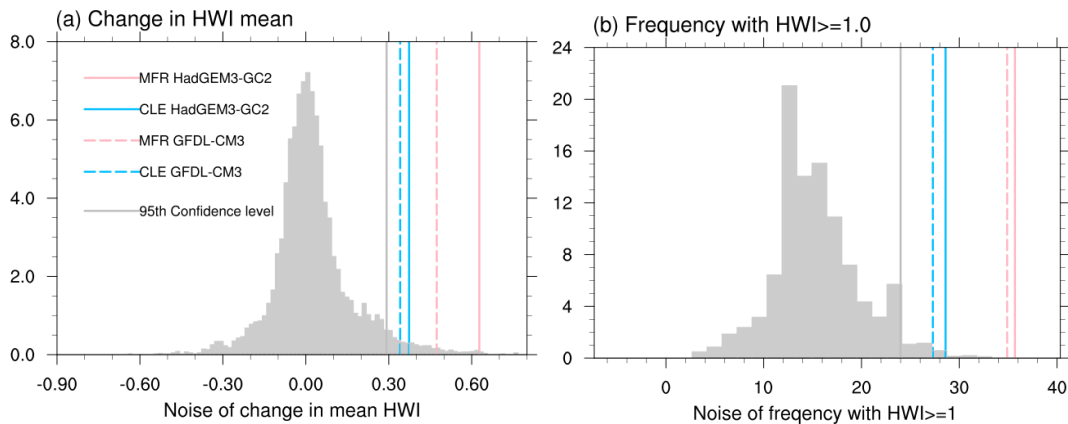 (a) Change in HWI mean
8.0
6.0
4.0
2.0
0.0
MFR HadGEM3-GC2
CLE HadGEM3-GC2
MFR GFDL-CM3
CLE GFDL-CM3
95th Confidence level
-0.90 -0.60 -0.30 0.00 0.30 0.60
Noise of change in mean HWI
(b) Frequency with HWI>=1.0
24
20
16
12
8
4
0
0 10 20 30 40
Noise of freqency with HWI>=1